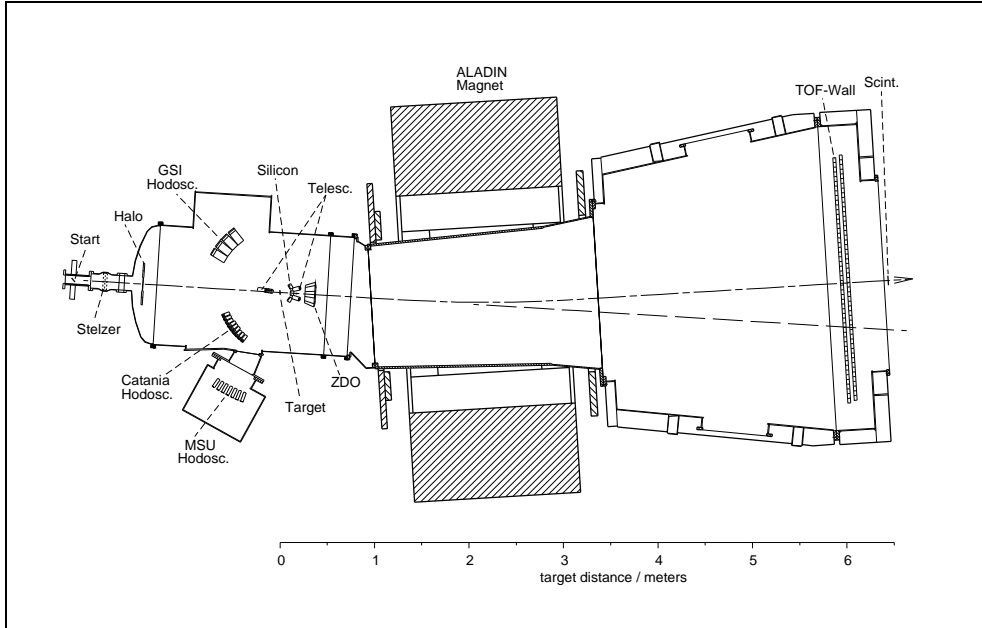 ALADIN
Magnet
Scint.
TOF-Wall
GSI
Hodosc.
Silicon
Telesc.
Halo
Start
Stelzer
Catania
Hodosc.
MSU
Hodosc.
Target
ZDO
0 1 2 3 4 5 6
target distance / meters